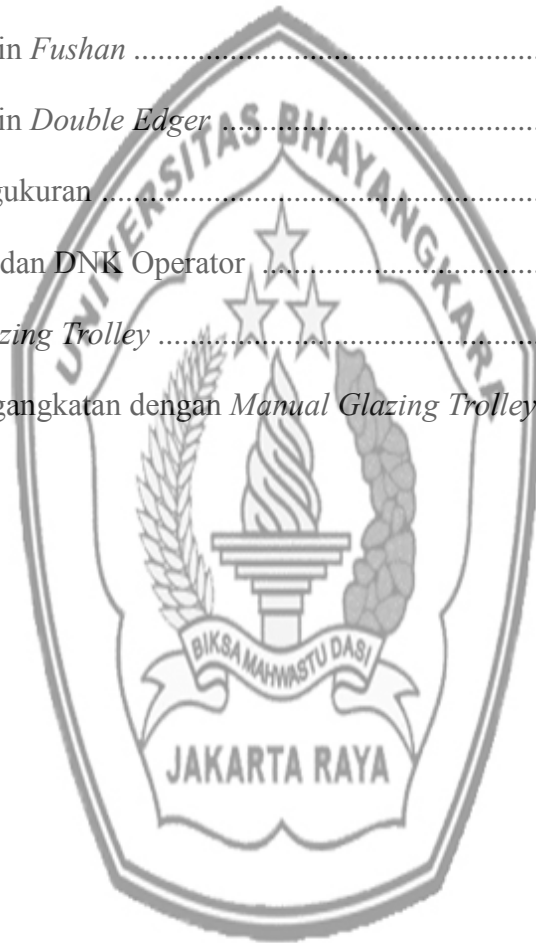 in Fushan ..................................................
UNIVERSITAS BHAYANGKARA
in Double Edger ........................................
gukuran ......................................................
dan DNK Operator ..................................
zing Trolley ...............................................
gangkatan dengan Manual Glazing Trolley
BIKSA MAHWASTU DASI
JAKARTA RAYA